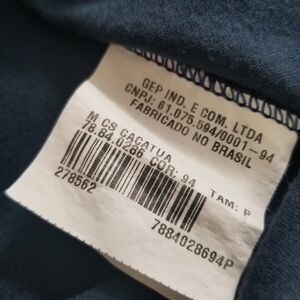 GEP IND. E COM. LTDA
CNPJ: 61.075.594/0001-94
FABRICADO NO BRASIL
M CS CACATUA
78.84.0286 COR: 94 TAM: P
278562
7884028694P